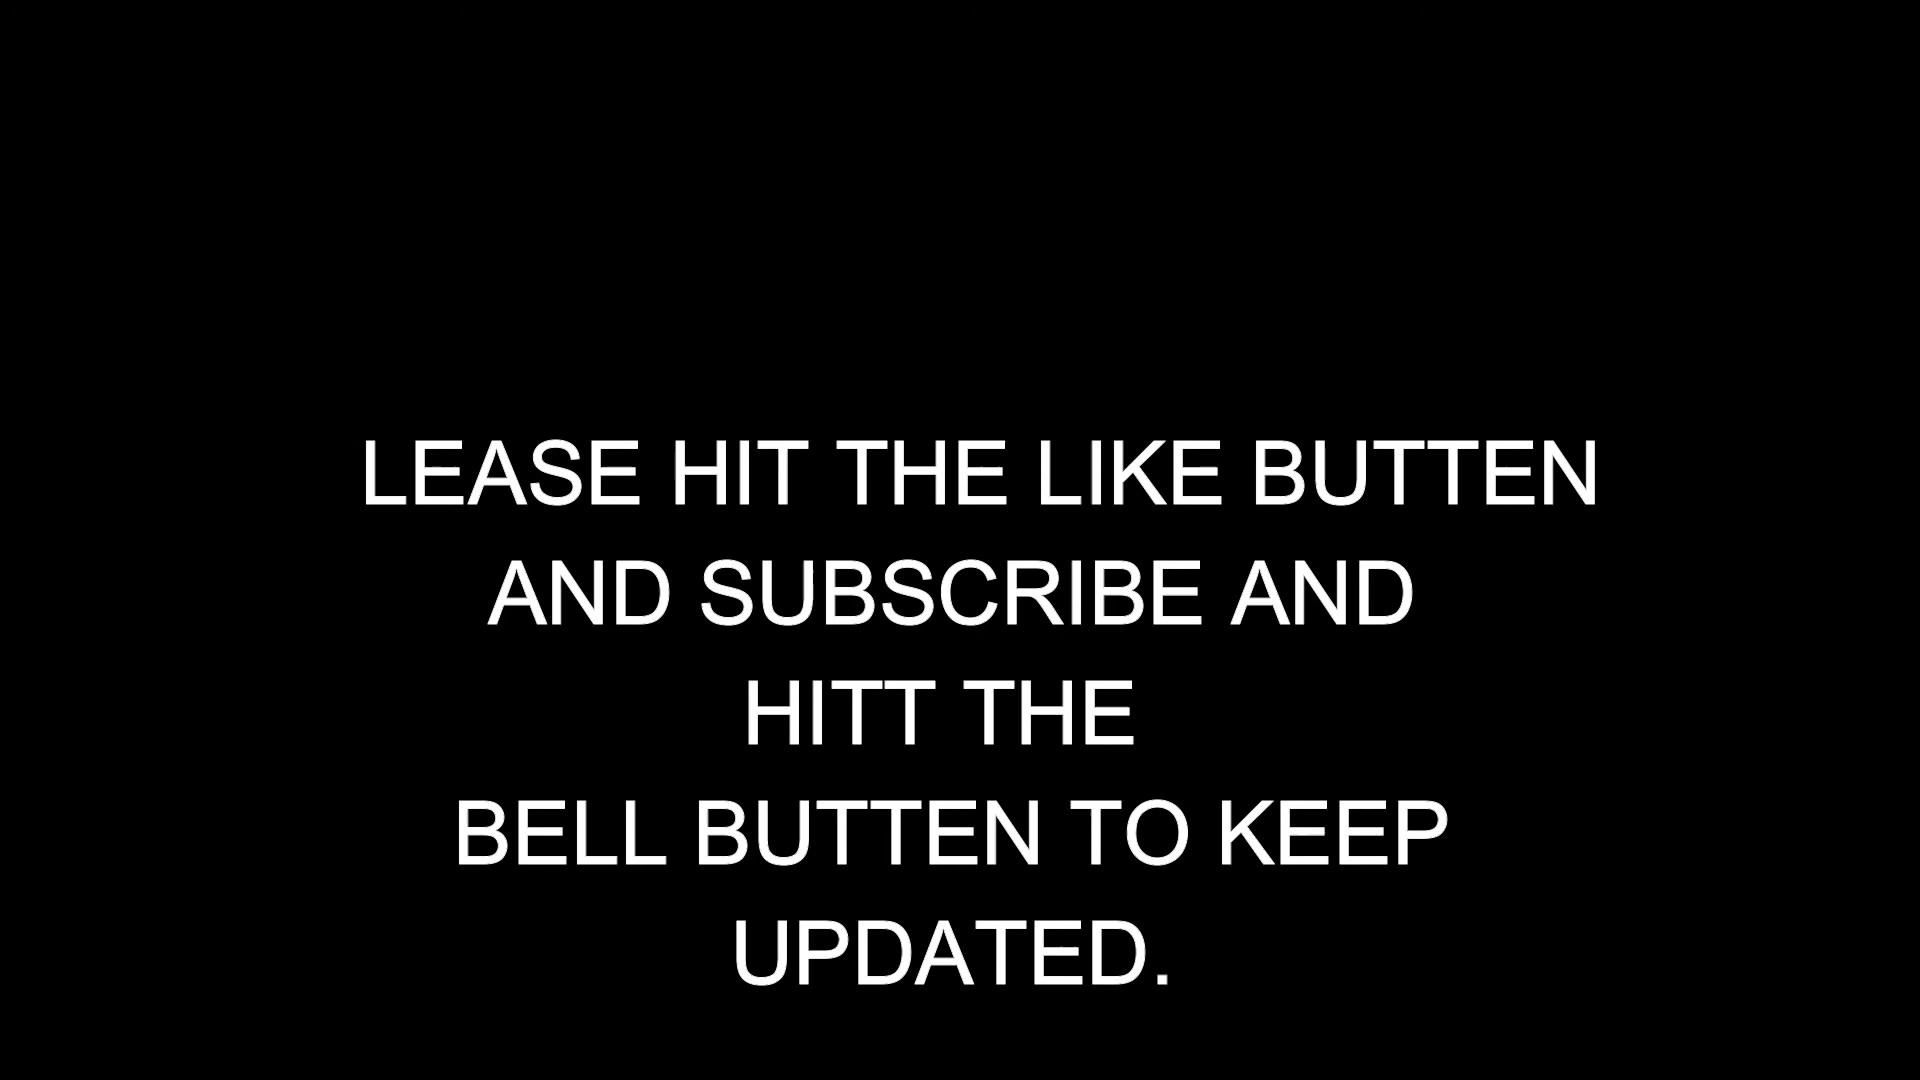 LEASE HIT THE LIKE BUTTEN
AND SUBSCRIBE AND
HITT THE
BELL BUTTEN TO KEEP
UPDATED.